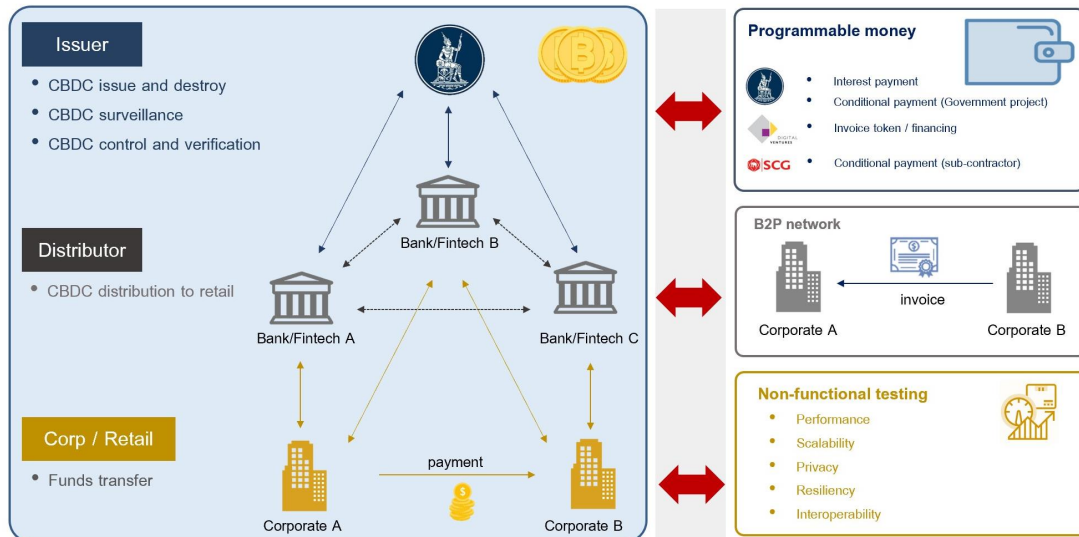 Issuer
• CBDC issue and destroy
• CBDC surveillance
• CBDC control and verification
Bank/Fintech B
Distributor
• CBDC distribution to retail
Bank/Fintech A
Bank/Fintech C
Corp / Retail
• Funds transfer
payment
Corporate A
Corporate B
Programmable money
• Interest payment
• Conditional payment (Government project)
DIGITAL VENTURES
• Invoice token / financing
SCG
• Conditional payment (sub-contractor)
B2P network
invoice
Corporate A
Corporate B
Non-functional testing
• Performance
• Scalability
• Privacy
• Resiliency
• Interoperability